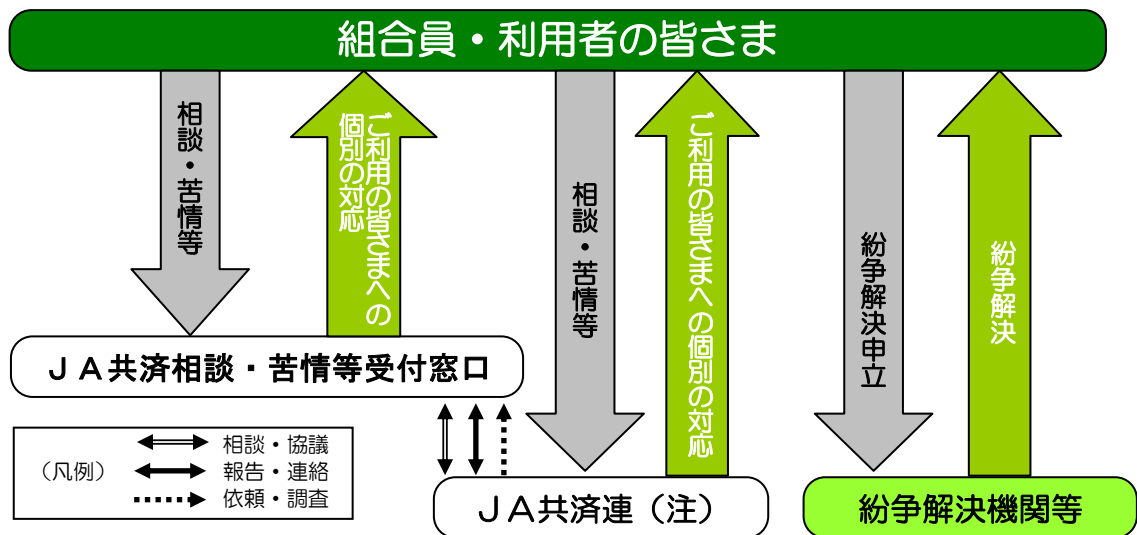 組合員・利用者の皆さま
相談・苦情等
ご利用の皆さまへの
個別の対応
相談・苦情等
ご利用の皆さまへの個別の対応
紛争解決申立
紛争解決
ＪＡ共済相談・苦情等受付窓口
（凡例）
相談・協議
報告・連絡
依頼・調査
ＪＡ共済連（注）
紛争解決機関等